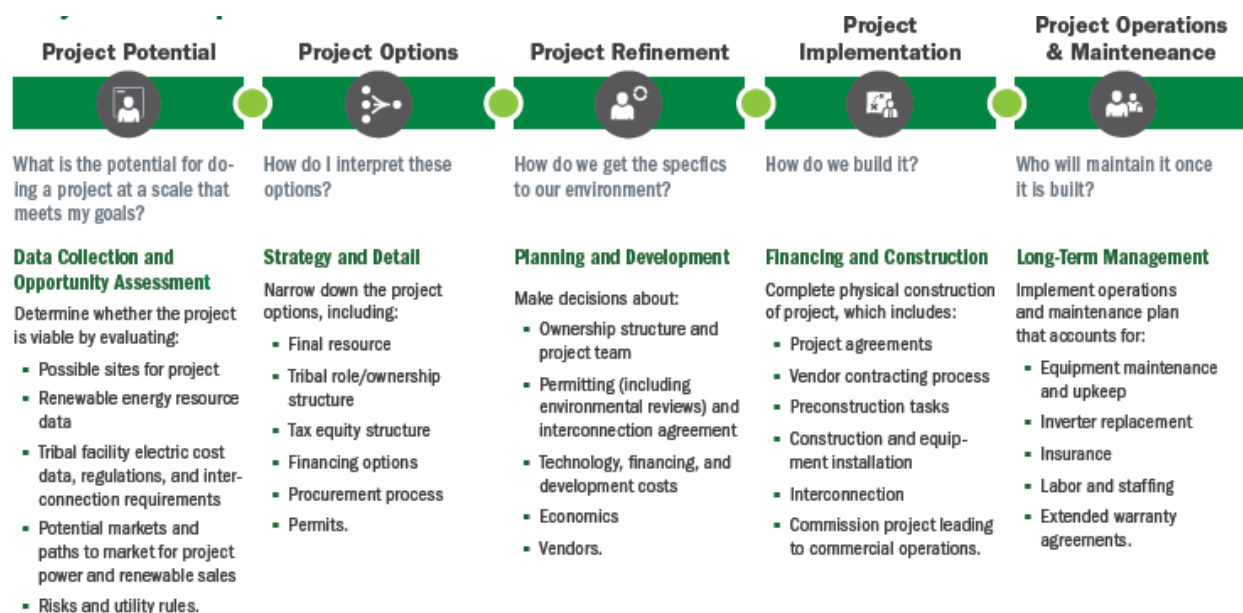 Project Potential
Project Options
Project Refinement
Project
Implementation
Project Operations
& Mainteneance
What is the potential for do-
ing a project at a scale that
meets my goals?
How do I interpret these
options?
How do we get the specfics
to our environment?
How do we build it?
Who will maintain it once
it is built?
Data Collection and
Opportunity Assessment
Determine whether the project
is viable by evaluating:
▪ Possible sites for project
▪ Renewable energy resource
data
▪ Tribal facility electric cost
data, regulations, and inter-
connection requirements
▪ Potential markets and
paths to market for project
power and renewable sales
▪ Risks and utility rules.
Strategy and Detail
Narrow down the project
options, including:
▪ Final resource
▪ Tribal role/ownership
structure
▪ Tax equity structure
▪ Financing options
▪ Procurement process
▪ Permits.
Planning and Development
Make decisions about:
▪ Ownership structure and
project team
▪ Permitting (including
environmental reviews) and
interconnection agreement
▪ Technology, financing, and
development costs
▪ Economics
▪ Vendors.
Financing and Construction
Complete physical construction
of project, which includes:
▪ Project agreements
▪ Vendor contracting process
▪ Preconstruction tasks
▪ Construction and equip-
ment installation
▪ Interconnection
▪ Commission project leading
to commercial operations.
Long-Term Management
Implement operations
and maintenance plan
that accounts for:
▪ Equipment maintenance
and upkeep
▪ Inverter replacement
▪ Insurance
▪ Labor and staffing
▪ Extended warranty
agreements.